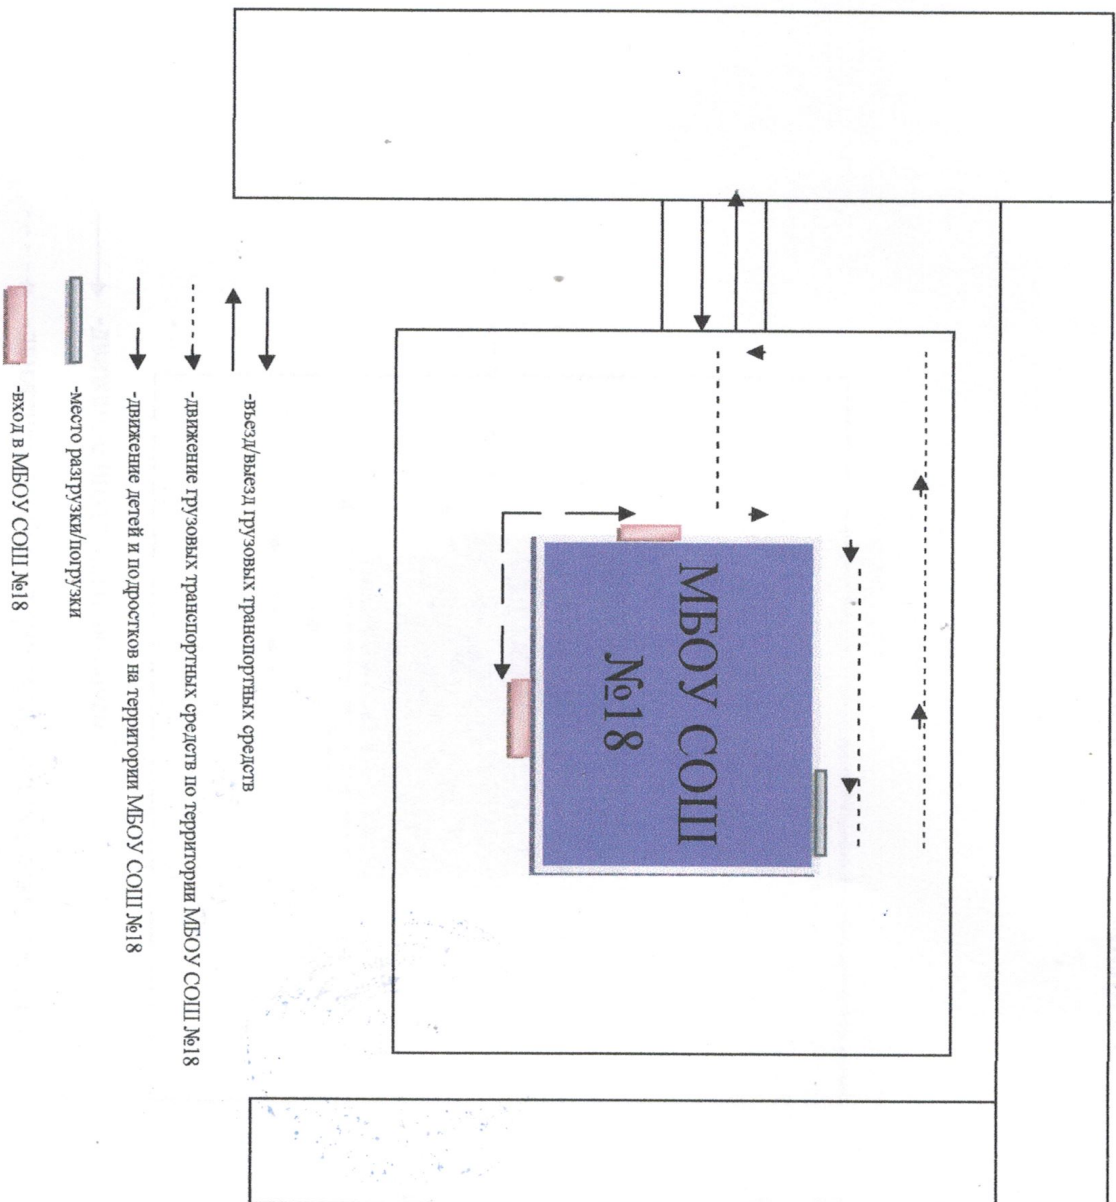 МБОУ СОШ
№18
-въезд/выезд грузовых транспортных средств
-движение грузовых транспортных средств по территории МБОУ СОШ №18
-движение детей и подростков на территории МБОУ СОШ №18
-место разгрузки/погрузки
-вход в МБОУ СОШ №18